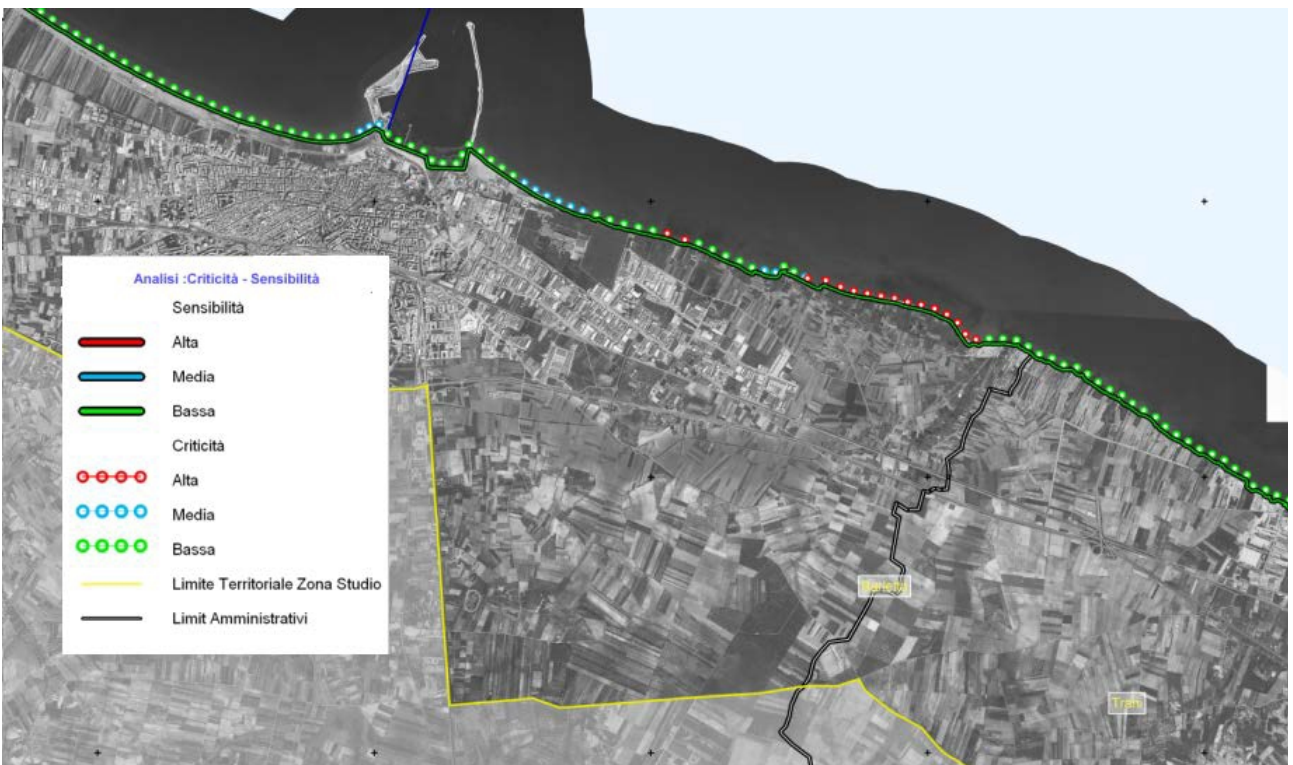 Analisi :Criticità - Sensibilità
Sensibilità
Alta
Media
Bassa
Criticità
Alta
Media
Bassa
Limite Territoriale Zona Studio
Limit Amministrativi
Barletta
Trani